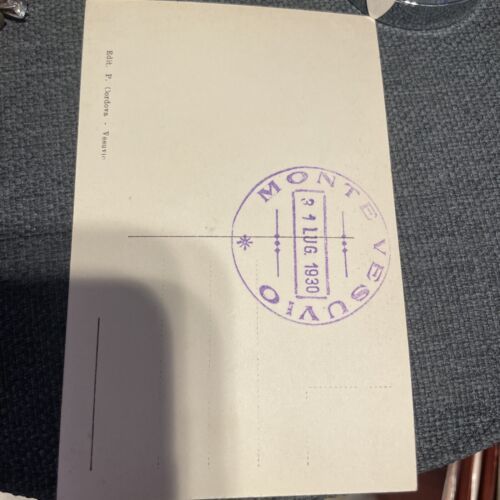 Edit. P. Cordova - Vesuvio
MONTE VESUVIO
31 LUG. 1930